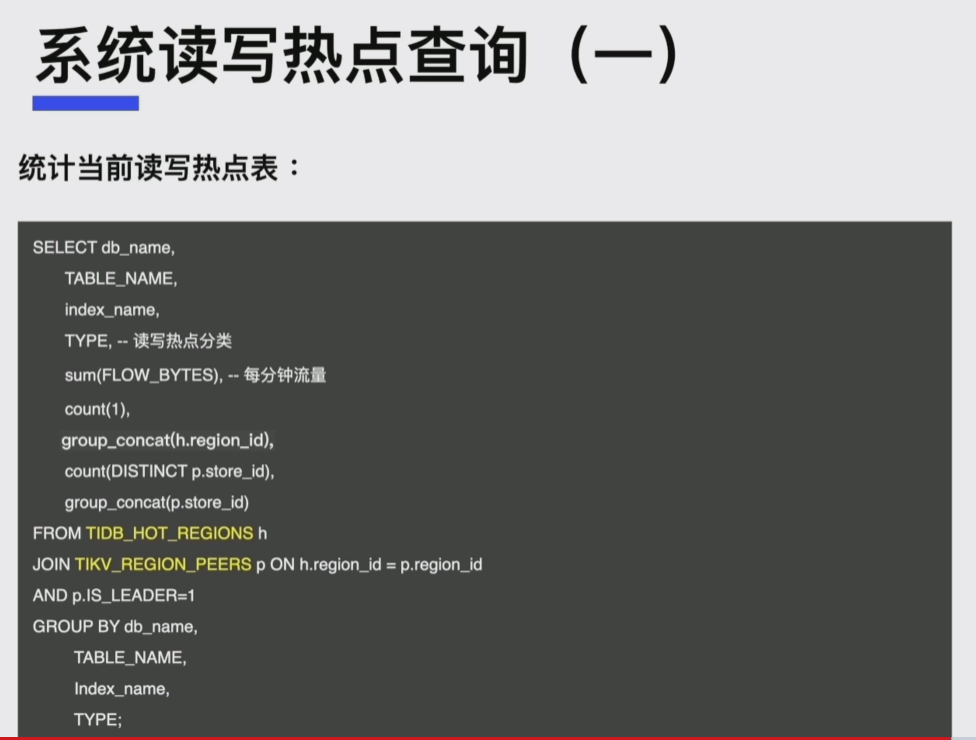 系统读写热点查询（一）
统计当前读写热点表：
SELECT db_name,
TABLE_NAME,
index_name,
TYPE, -- 读写热点分类
sum(FLOW_BYTES), -- 每分钟流量
count(1),
group_concat(h.region_id),
count(DISTINCT p.store_id),
group_concat(p.store_id)
FROM TIDB_HOT_REGIONS h
JOIN TIKV_REGION_PEERS p ON h.region_id = p.region_id
AND p.IS_LEADER=1
GROUP BY db_name,
TABLE_NAME,
Index_name,
TYPE;